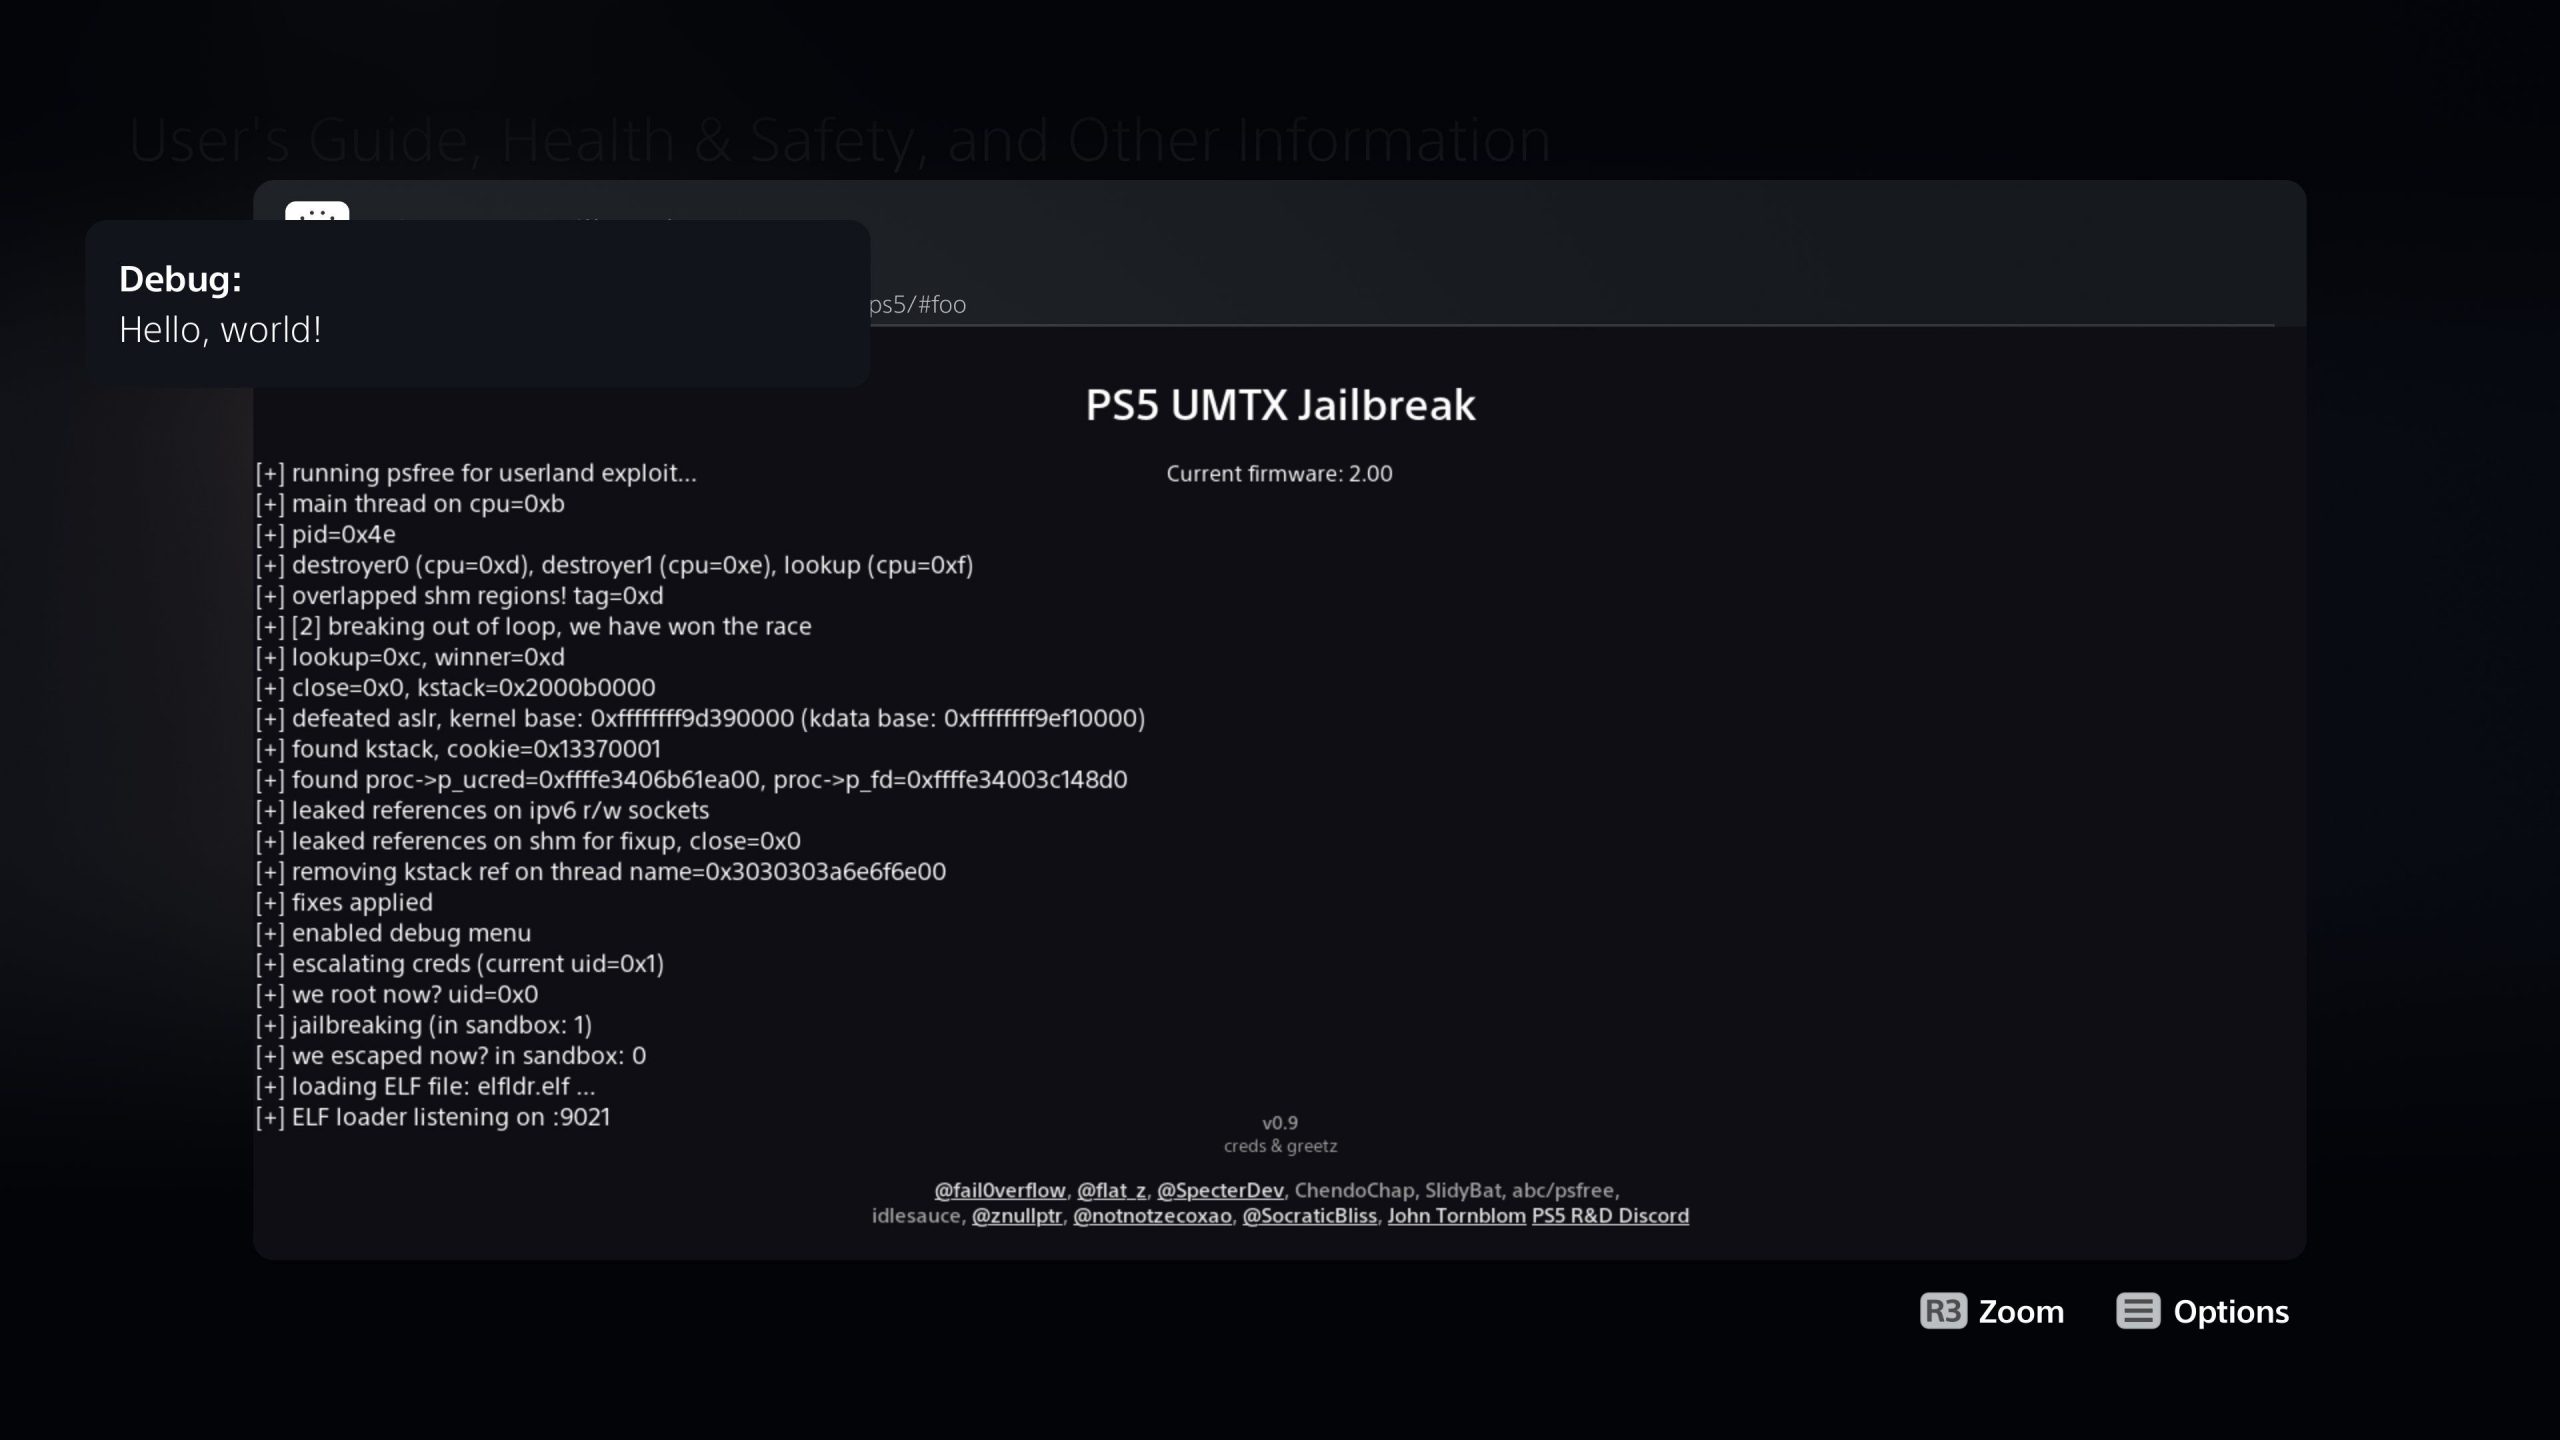 User's Guide, Health & Safety, and Other Information
Debug:
Hello, world!
ps5/#foo
PS5 UMTX Jailbreak
Current firmware: 2.00
[+] running psfree for userland exploit...
[+] main thread on cpu=0xb
[+] pid=0x4e
[+] destroyer0 (cpu=0xd), destroyer1 (cpu=0xe), lookup (cpu=0xf)
[+] overlapped shm regions! tag=0xd
[+] [2] breaking out of loop, we have won the race
[+] lookup=0xc, winner=0xd
[+] close=0x0, kstack=0x2000b0000
[+] defeated aslr, kernel base: 0xffffffff9d390000 (kdata base: 0xffffffff9ef10000)
[+] found kstack, cookie=0x13370001
[+] found proc->p_ucred=0xffffe3406b61ea00, proc->p_fd=0xffffe34003c148d0
[+] leaked references on ipv6 r/w sockets
[+] leaked references on shm for fixup, close=0x0
[+] removing kstack ref on thread name=0x3030303a6e6f6e00
[+] fixes applied
[+] enabled debug menu
[+] escalating creds (current uid=0x1)
[+] we root now? uid=0x0
[+] jailbreaking (in sandbox: 1)
[+] we escaped now? in sandbox: 0
[+] loading ELF file: elfldr.elf ...
[+] ELF loader listening on :9021
v0.9
creds & greetz
@fail0verflow, @flat_z, @SpecterDev, ChendoChap, SlidyBat, abc/psfree,
idlesauce, @znullptr, @notnotzecoxao, @SocraticBliss, John Tornblom PS5 R&D Discord
R3 Zoom
Options